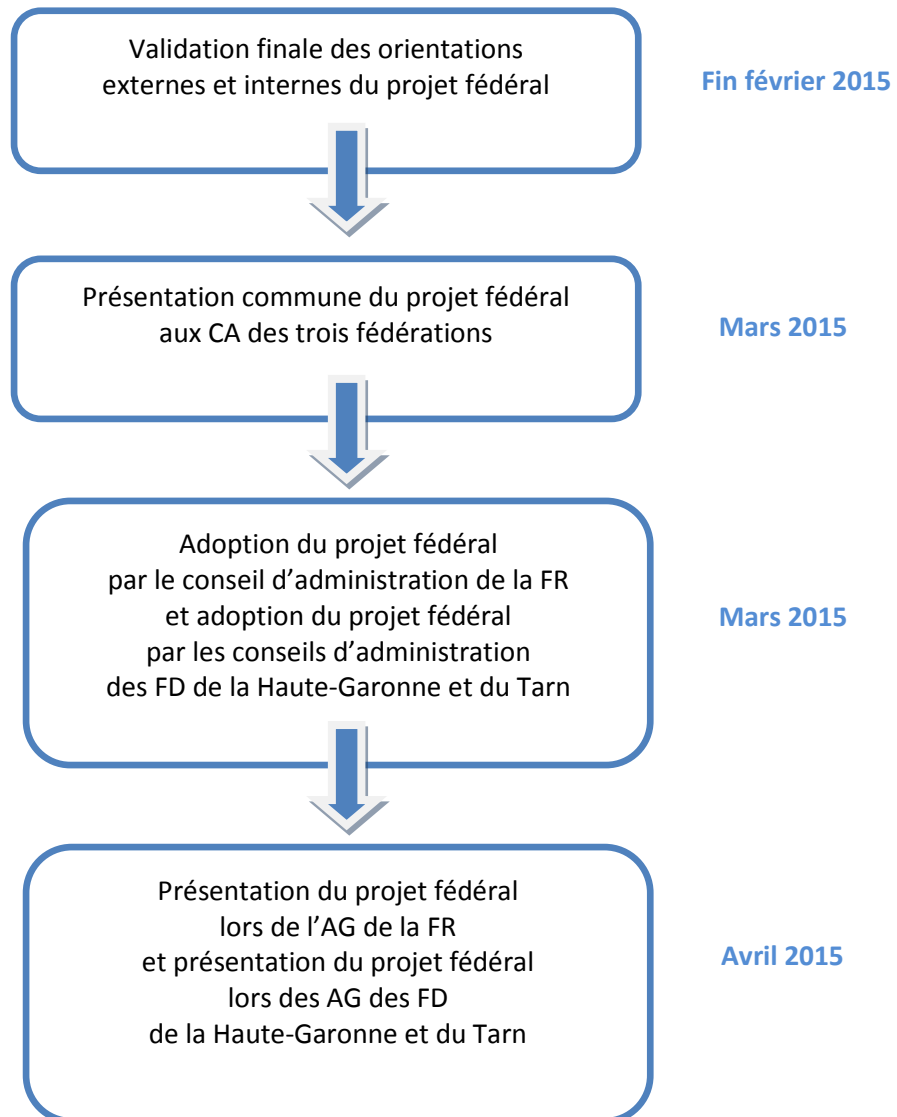 Validation finale des orientations
externes et internes du projet fédéral
Fin février 2015
Présentation commune du projet fédéral
aux CA des trois fédérations
Mars 2015
Adoption du projet fédéral
par le conseil d’administration de la FR
et adoption du projet fédéral
par les conseils d’administration
des FD de la Haute-Garonne et du Tarn
Mars 2015
Présentation du projet fédéral
lors de l’AG de la FR
et présentation du projet fédéral
lors des AG des FD
de la Haute-Garonne et du Tarn
Avril 2015